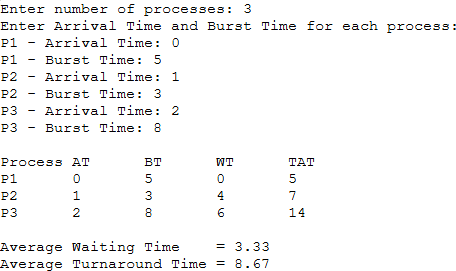 Enter number of processes: 3
Enter Arrival Time and Burst Time for each process:
P1 - Arrival Time: 0
P1 - Burst Time: 5
P2 - Arrival Time: 1
P2 - Burst Time: 3
P3 - Arrival Time: 2
P3 - Burst Time: 8
Process AT BT WT TAT
P1 0 5 0 5
P2 1 3 4 7
P3 2 8 6 14
Average Waiting Time = 3.33
Average Turnaround Time = 8.67